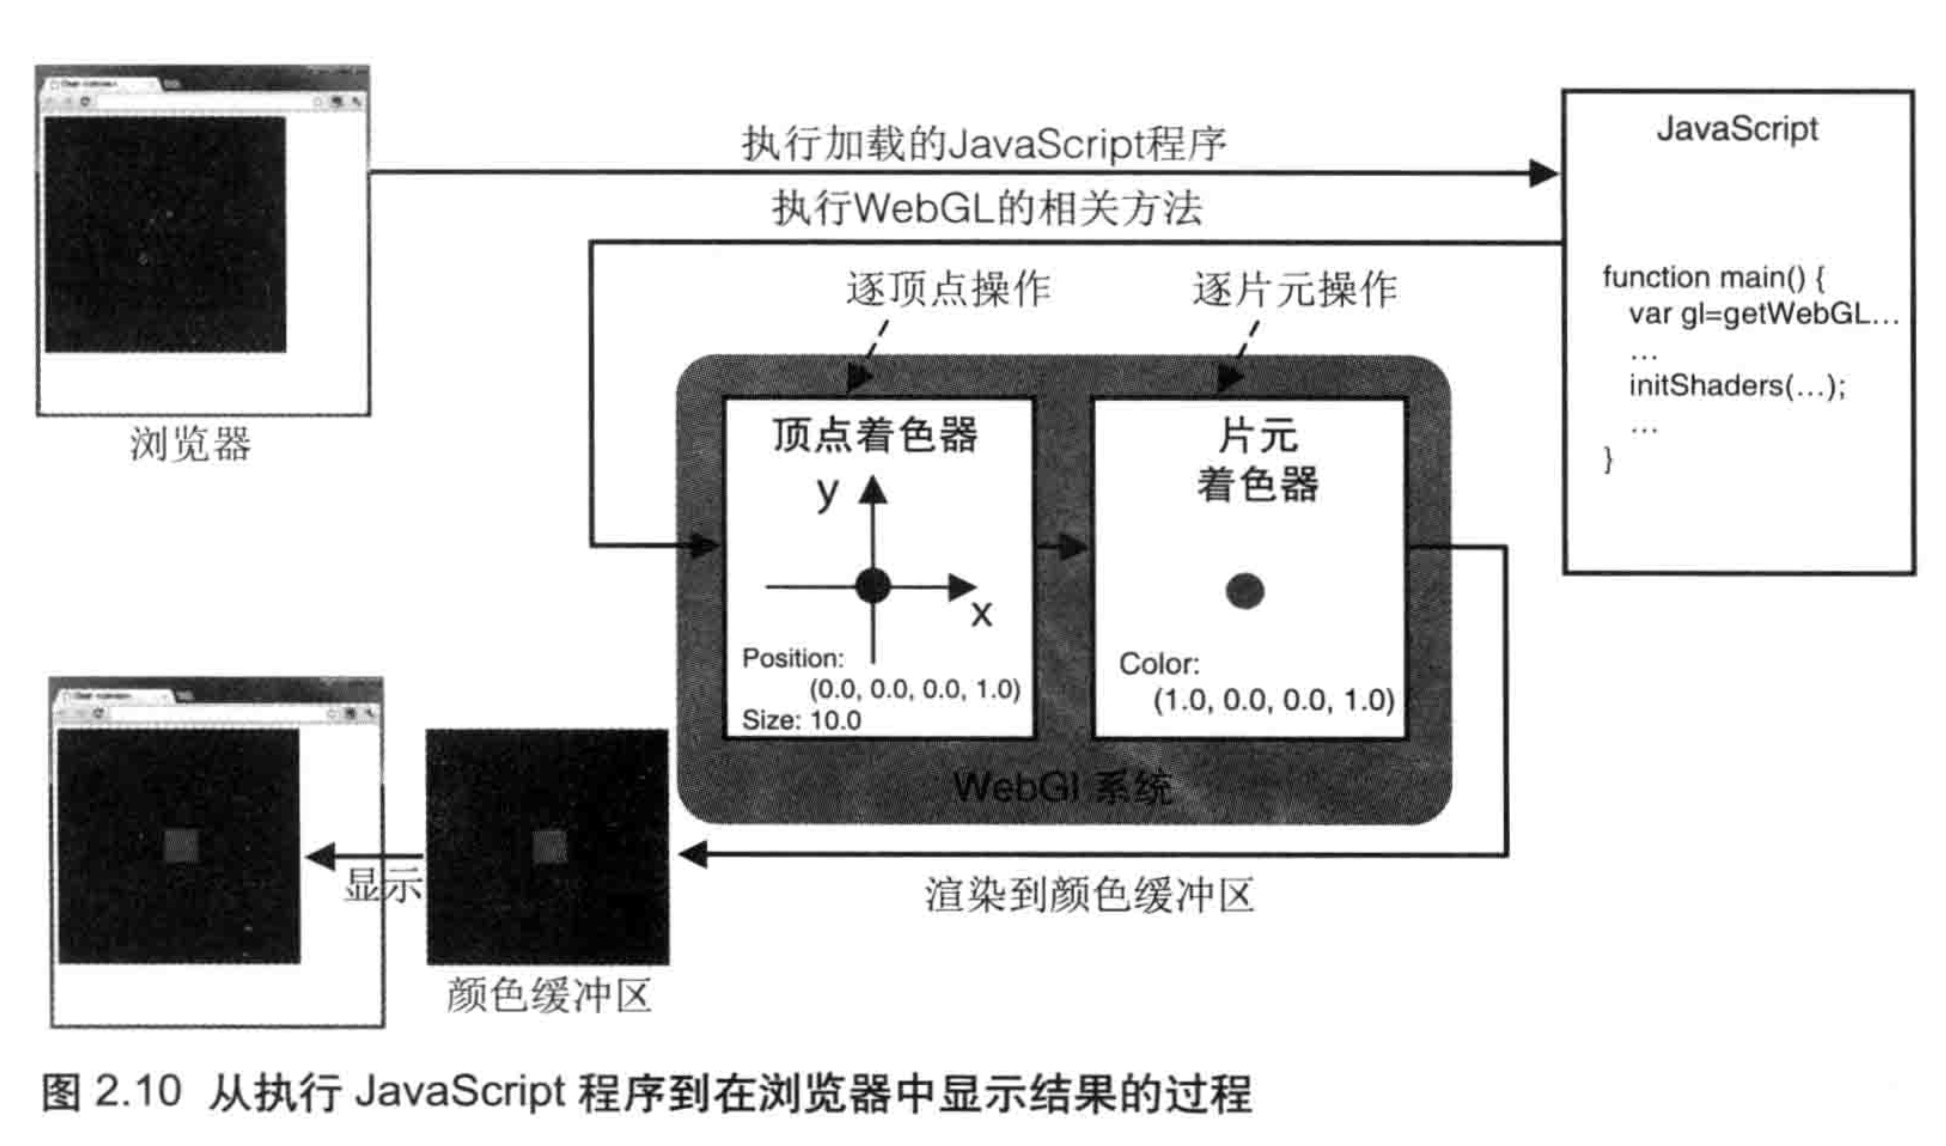 执行加载的JavaScript程序
JavaScript
执行WebGL的相关方法
function main() {
var gl=getWebGL...
...
initShaders(...);
...
}
逐顶点操作
逐片元操作
浏览器
顶点着色器
y
x
Position:
(0.0, 0.0, 0.0, 1.0)
Size: 10.0
片元
着色器
Color:
(1.0, 0.0, 0.0, 1.0)
WebGl 系统
显示
渲染到颜色缓冲区
颜色缓冲区
图 2.10 从执行 JavaScript 程序到在浏览器中显示结果的过程